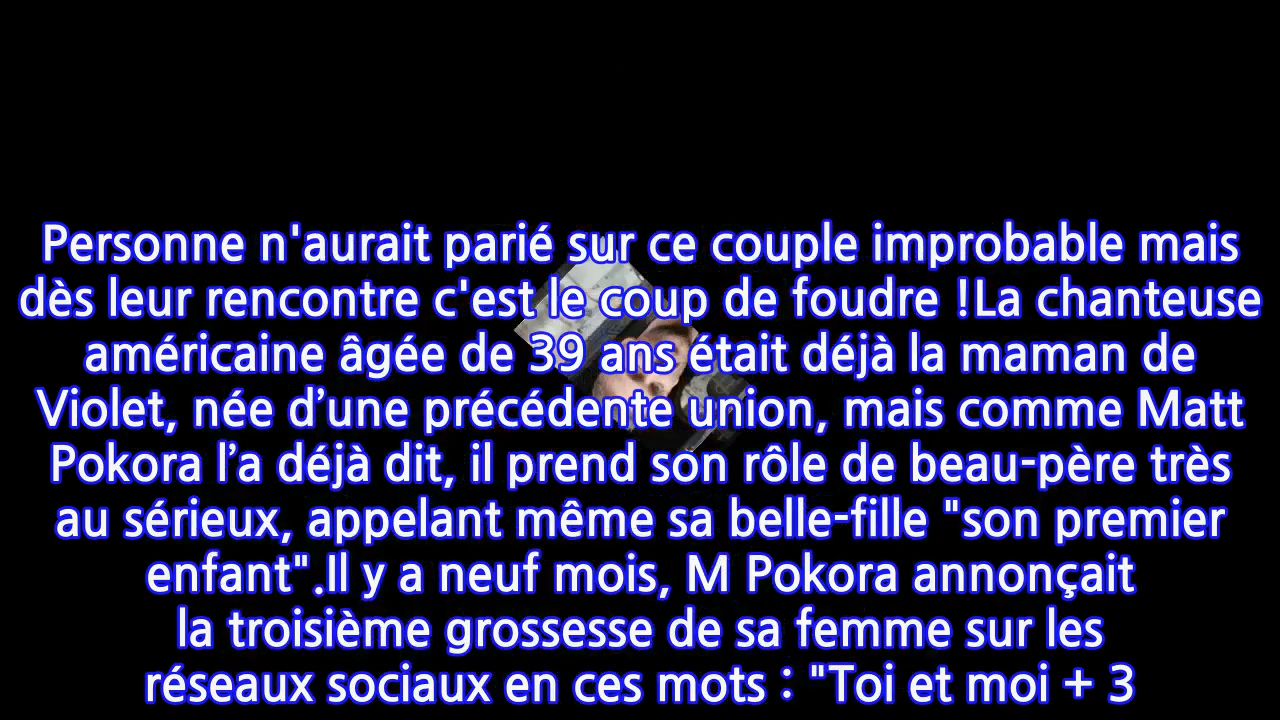 Personne n'aurait parié sur ce couple improbable mais
dès leur rencontre c'est le coup de foudre !La chanteuse
américaine âgée de 39 ans était déjà la maman de
Violet, née d’une précédente union, mais comme Matt
Pokora l’a déjà dit, il prend son rôle de beau-père très
au sérieux, appelant même sa belle-fille "son premier
enfant".Il y a neuf mois, M Pokora annonçait
la troisième grossesse de sa femme sur les
réseaux sociaux en ces mots : "Toi et moi + 3